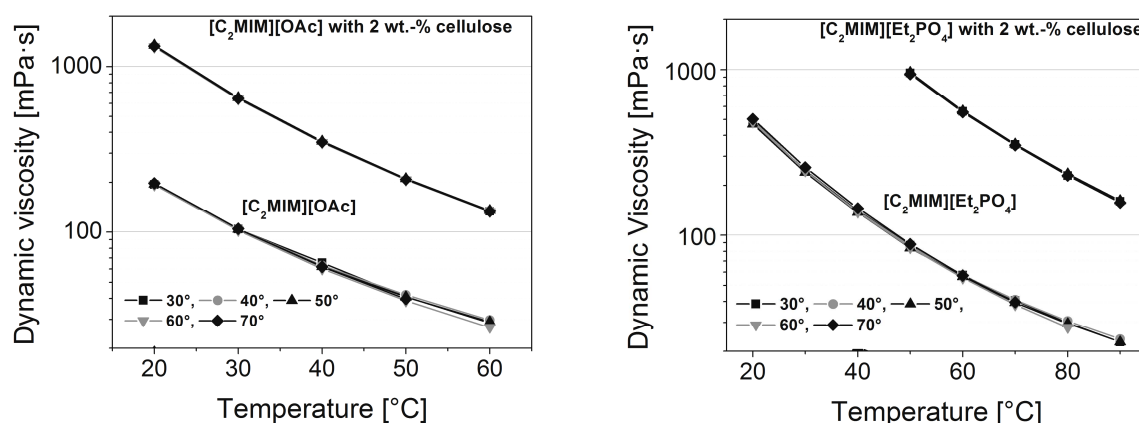 [C₂MIM][OAc] with 2 wt.-% cellulose
1000
100
Dynamic viscosity [mPa·s]
[C₂MIM][OAc]
30°, 40°, 50°
60°, 70°
20 30 40 50 60
Temperature [°C]
[C₂MIM][Et₂PO₄] with 2 wt.-% cellulose
1000
100
Dynamic Viscosity [mPa·s]
[C₂MIM][Et₂PO₄]
30°, 40°, 50°,
60°, 70°
20 40 60 80
Temperature [°C]